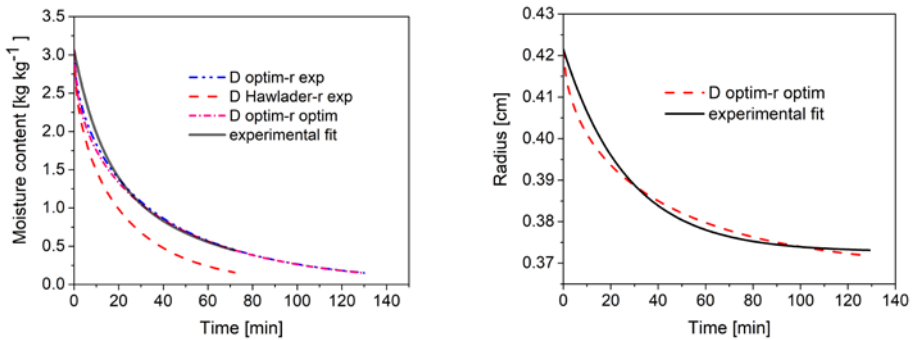 3.5
3.0
2.5
2.0
1.5
1.0
0.5
0.0
Moisture content [kg kg⁻¹]
D optim-r exp
D Hawlader-r exp
D optim-r optim
experimental fit
0 20 40 60 80 100 120 140
Time [min]
0.43
0.42
0.41
0.40
0.39
0.38
0.37
Radius [cm]
D optim-r optim
experimental fit
0 20 40 60 80 100 120 140
Time [min]